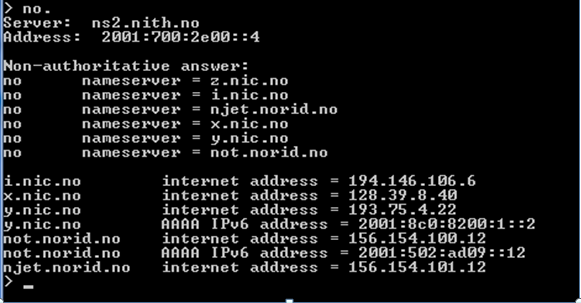 > no.
Server:  ns2.nith.no
Address:  2001:700:2e00::4

Non-authoritative answer:
no      nameserver = z.nic.no
no      nameserver = i.nic.no
no      nameserver = njet.norid.no
no      nameserver = x.nic.no
no      nameserver = y.nic.no
no      nameserver = not.norid.no

i.nic.no        internet address = 194.146.106.6
x.nic.no        internet address = 128.39.8.40
y.nic.no        internet address = 193.75.4.22
y.nic.no        AAAA IPv6 address = 2001:8c0:8200:1::2
not.norid.no    internet address = 156.154.100.12
not.norid.no    AAAA IPv6 address = 2001:502:ad09::12
njet.norid.no   internet address = 156.154.101.12
> _